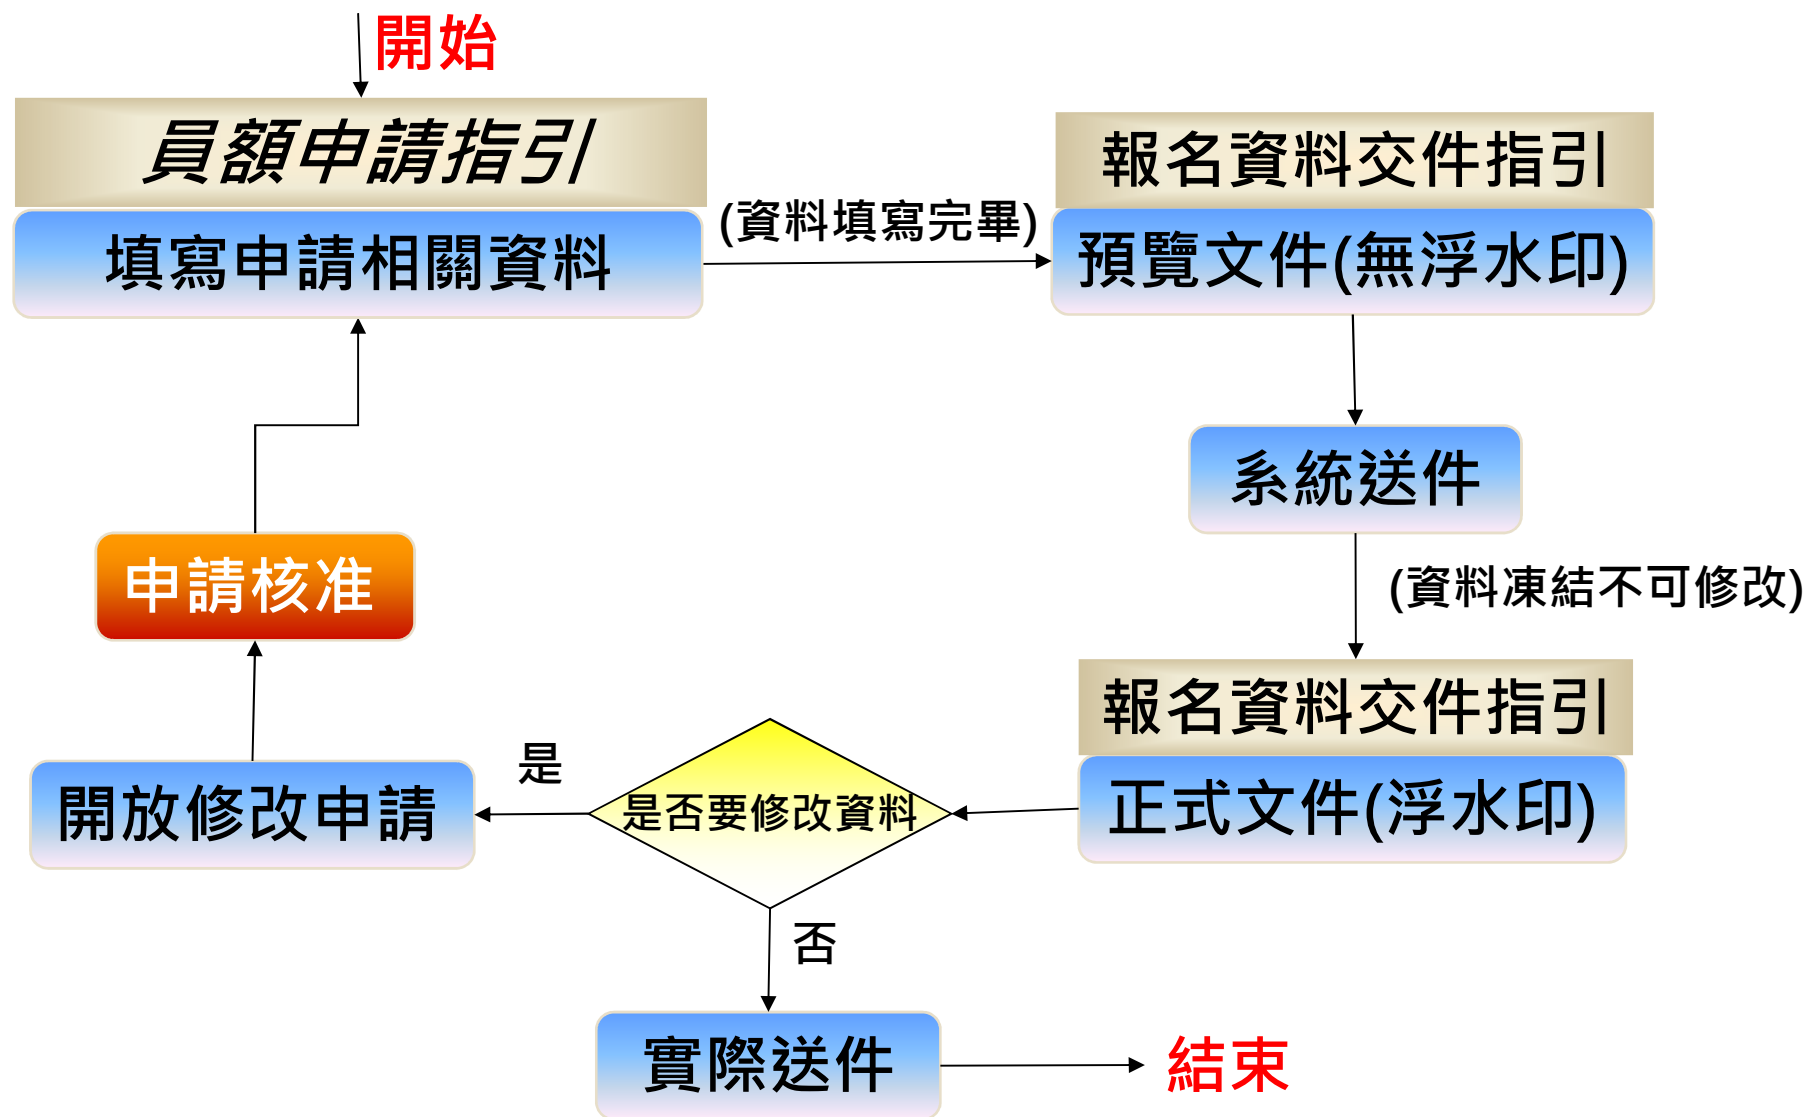 開始
員額申請指引
填寫申請相關資料
(資料填寫完畢)
報名資料交件指引
預覽文件(無浮水印)
系統送件
(資料凍結不可修改)
報名資料交件指引
正式文件(浮水印)
是否要修改資料
是
開放修改申請
申請核准
否
實際送件
結束